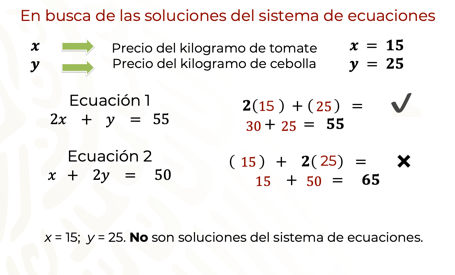 En busca de las soluciones del sistema de ecuaciones
x Precio del kilogramo de tomate x = 15
y Precio del kilogramo de cebolla y = 25
Ecuación 1 2(15) + (25) = ✓
2x + y = 55 30 + 25 = 55
Ecuación 2 (15) + 2(25) = ×
x + 2y = 50 15 + 50 = 65
x = 15; y = 25. No son soluciones del sistema de ecuaciones.